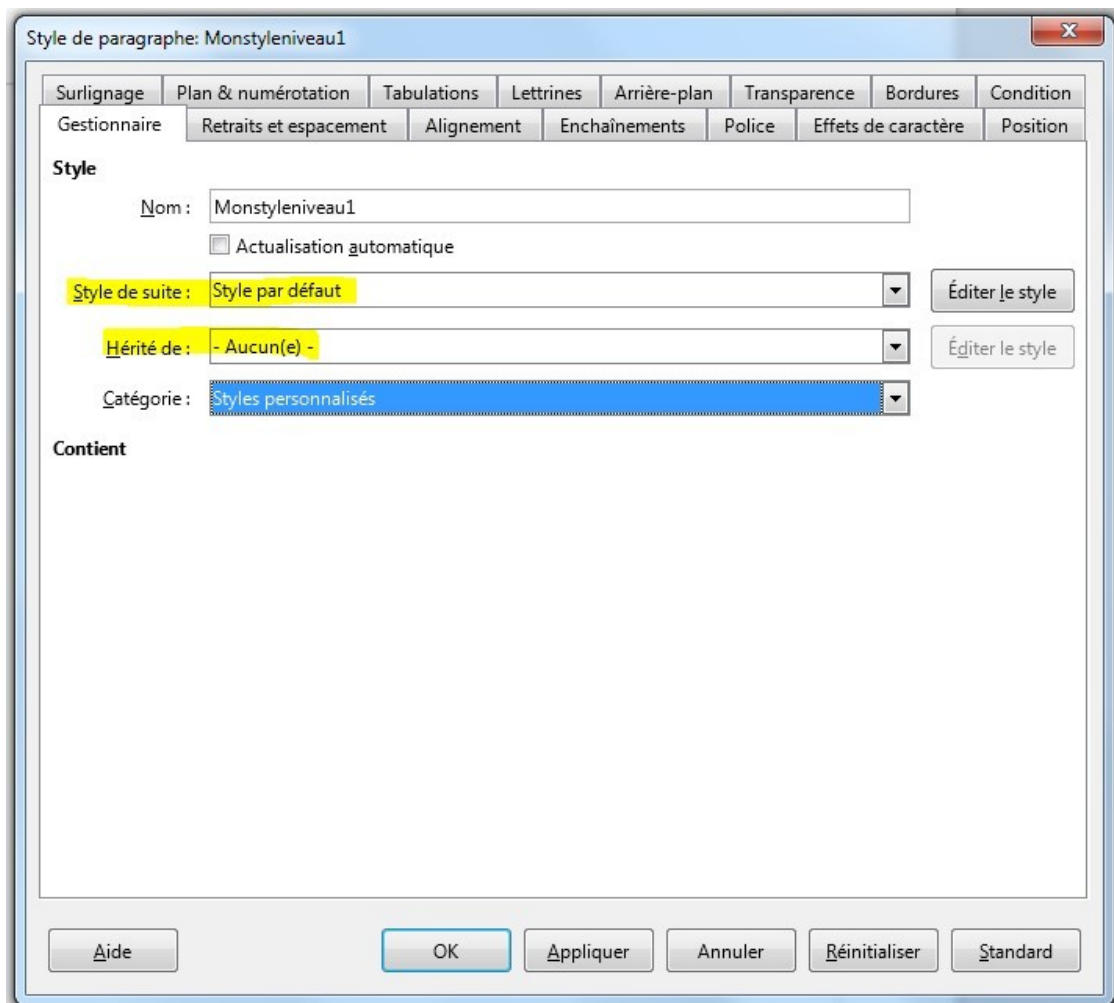 Style de paragraphe: Monstyleniveau1
x
Surlignage Plan & numérotation Tabulations Lettrines Arrière-plan Transparence Bordures Condition
Gestionnaire Retraits et espacement Alignement Enchaînements Police Effets de caractère Position
Style
Nom : Monstyleniveau1
Actualisation automatique
Style de suite : Style par défaut Éditer le style
Hérité de : - Aucun(e) - Éditer le style
Catégorie : Styles personnalisés
Contient
Aide OK Appliquer Annuler Réinitialiser Standard